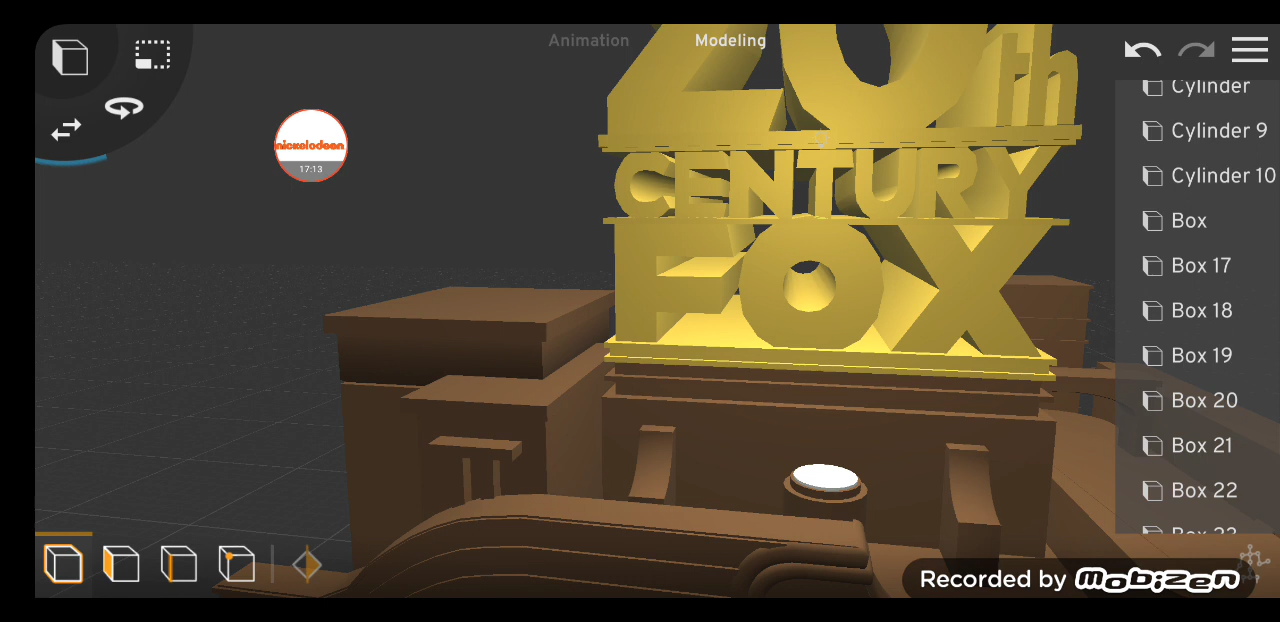 Animation
Modeling
nickelodeon
17:13
20th
CENTURY
FOX
Cylinder
Cylinder 9
Cylinder 10
Box
Box 17
Box 18
Box 19
Box 20
Box 21
Box 22
Recorded by mobizen